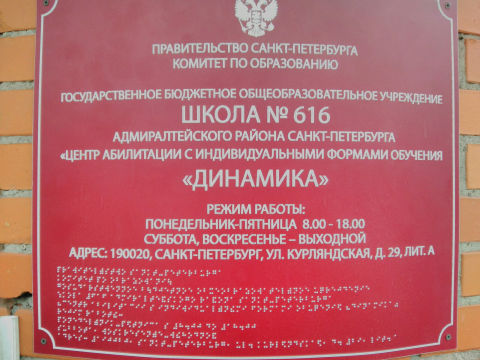 ПРАВИТЕЛЬСТВО САНКТ-ПЕТЕРБУРГА
КОМИТЕТ ПО ОБРАЗОВАНИЮ
ГОСУДАРСТВЕННОЕ БЮДЖЕТНОЕ ОБЩЕОБРАЗОВАТЕЛЬНОЕ УЧРЕЖДЕНИЕ
ШКОЛА № 616
АДМИРАЛТЕЙСКОГО РАЙОНА САНКТ-ПЕТЕРБУРГА
«ЦЕНТР АБИЛИТАЦИИ С ИНДИВИДУАЛЬНЫМИ ФОРМАМИ ОБУЧЕНИЯ
«ДИНАМИКА»
РЕЖИМ РАБОТЫ:
ПОНЕДЕЛЬНИК-ПЯТНИЦА 8.00 - 18.00
СУББОТА, ВОСКРЕСЕНЬЕ – ВЫХОДНОЙ
АДРЕС: 190020, САНКТ-ПЕТЕРБУРГ, УЛ. КУРЛЯНДСКАЯ, Д. 29, ЛИТ. А